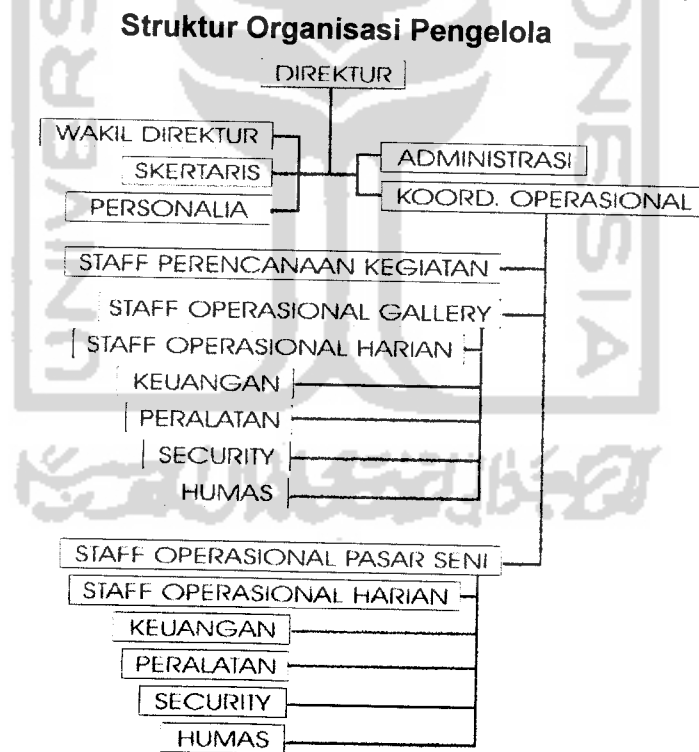 Struktur Organisasi Pengelola
DIREKTUR
WAKIL DIREKTUR
SKERTARIS
PERSONALIA
ADMINISTRASI
KOORD. OPERASIONAL
STAFF PERENCANAAN KEGIATAN
STAFF OPERASIONAL GALLERY
STAFF OPERASIONAL HARIAN
KEUANGAN
PERALATAN
SECURITY
HUMAS
STAFF OPERASIONAL PASAR SENI
STAFF OPERASIONAL HARIAN
KEUANGAN
PERALATAN
SECURITY
HUMAS